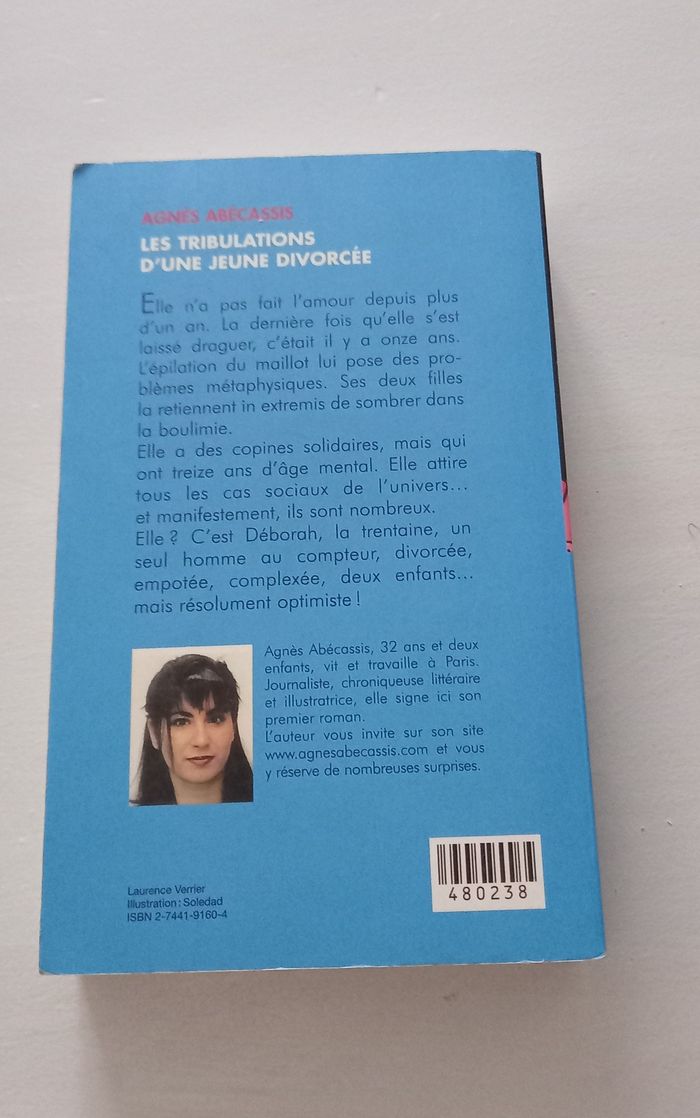 AGNÈS ABÉCASSIS
LES TRIBULATIONS
D'UNE JEUNE DIVORCÉE
Elle n'a pas fait l'amour depuis plus
d'un an. La dernière fois qu'elle s'est
laissé draguer, c'était il y a onze ans.
L'épilation du maillot lui pose des pro-
blèmes métaphysiques. Ses deux filles
la retiennent in extremis de sombrer dans
la boulimie.
Elle a des copines solidaires, mais qui
ont treize ans d'âge mental. Elle attire
tous les cas sociaux de l'univers...
et manifestement, ils sont nombreux.
Elle ? C'est Déborah, la trentaine, un
seul homme au compteur, divorcée,
empotée, complexée, deux enfants...
mais résolument optimiste !
Agnès Abécassis, 32 ans et deux
enfants, vit et travaille à Paris.
Journaliste, chroniqueuse littéraire
et illustratrice, elle signe ici son
premier roman.
L'auteur vous invite sur son site
www.agnesabecassis.com et vous
y réserve de nombreuses surprises.
Laurence Verrier
Illustration : Soledad
ISBN 2-7441-9160-4
480238